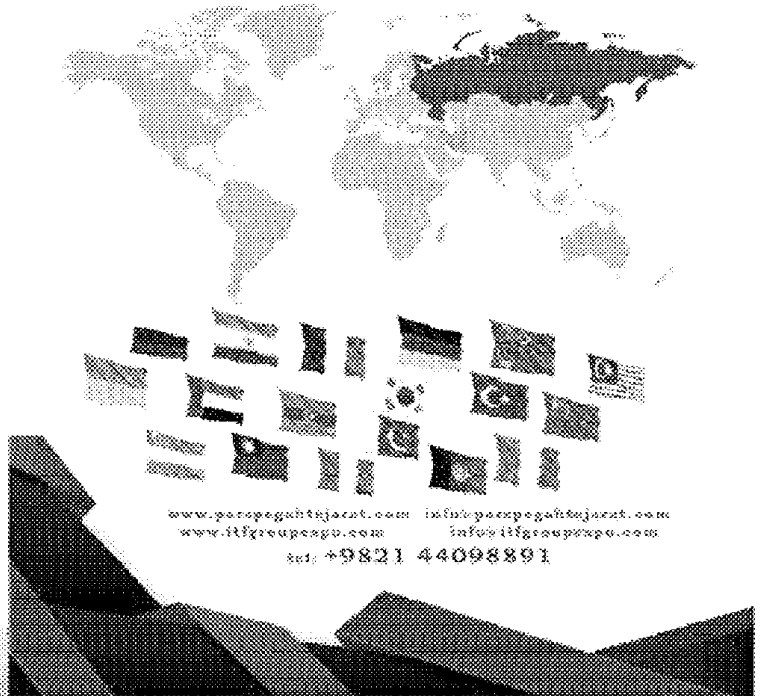 www.parspegahtejarat.com info@parspegahtejarat.com
www.itfgroupexpo.com info@itfgroupexpo.com
tel: +9821 44098891